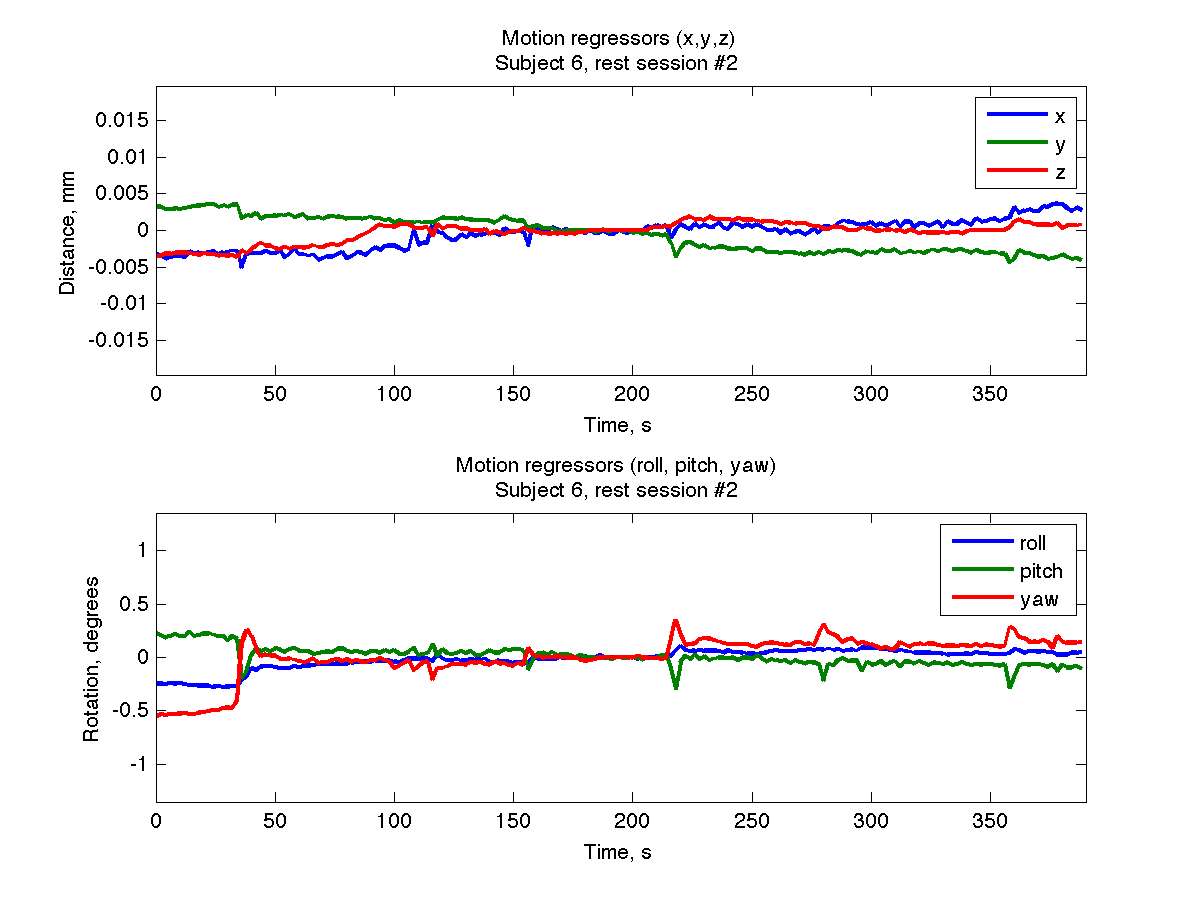 Motion regressors (x,y,z)
Subject 6, rest session #2
Distance, mm
0.015
0.01
0.005
0
-0.005
-0.01
-0.015
x
y
z
0 50 100 150 200 250 300 350
Time, s
Motion regressors (roll, pitch, yaw)
Subject 6, rest session #2
Rotation, degrees
1
0.5
0
-0.5
-1
roll
pitch
yaw
0 50 100 150 200 250 300 350
Time, s